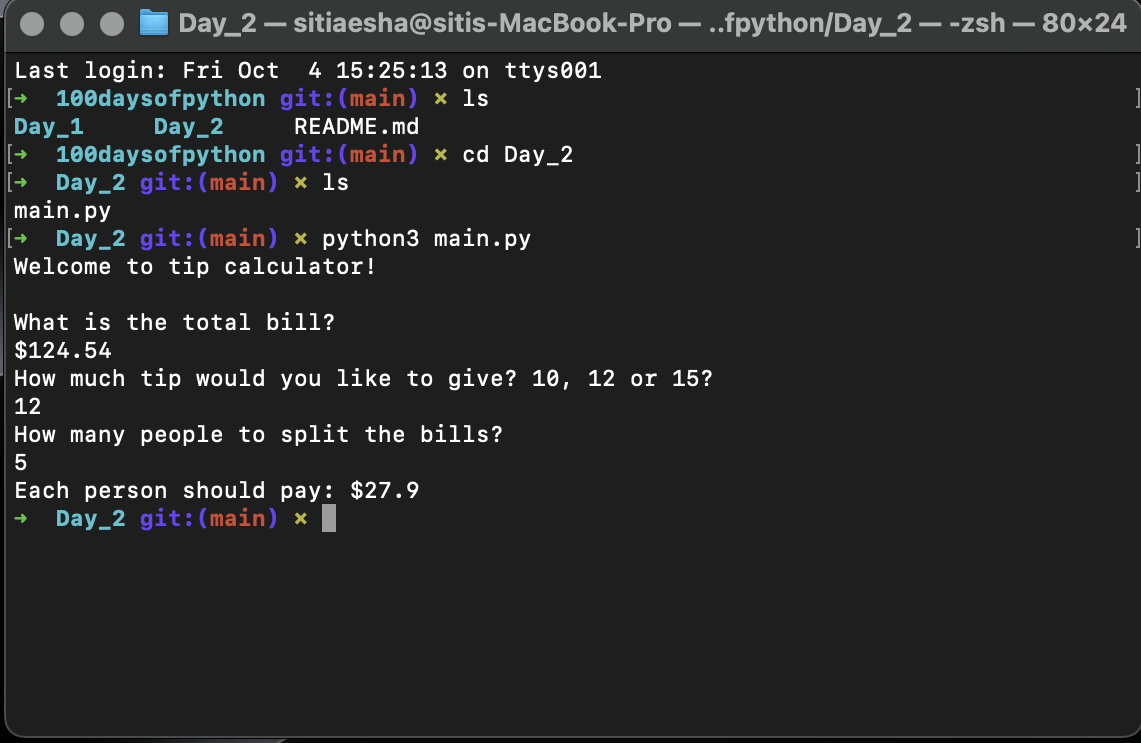 Day_2 — sitiaesha@sitis-MacBook-Pro — ..fpython/Day_2 — -zsh — 80×24
Last login: Fri Oct  4 15:25:13 on ttys001
[➜  100daysofpython git:(main) ✗ ls ]
Day_1     Day_2     README.md
[➜  100daysofpython git:(main) ✗ cd Day_2 ]
[➜  Day_2 git:(main) ✗ ls ]
main.py
[➜  Day_2 git:(main) ✗ python3 main.py ]
Welcome to tip calculator!

What is the total bill?
$124.54
How much tip would you like to give? 10, 12 or 15?
12
How many people to split the bills?
5
Each person should pay: $27.9
➜  Day_2 git:(main) ✗